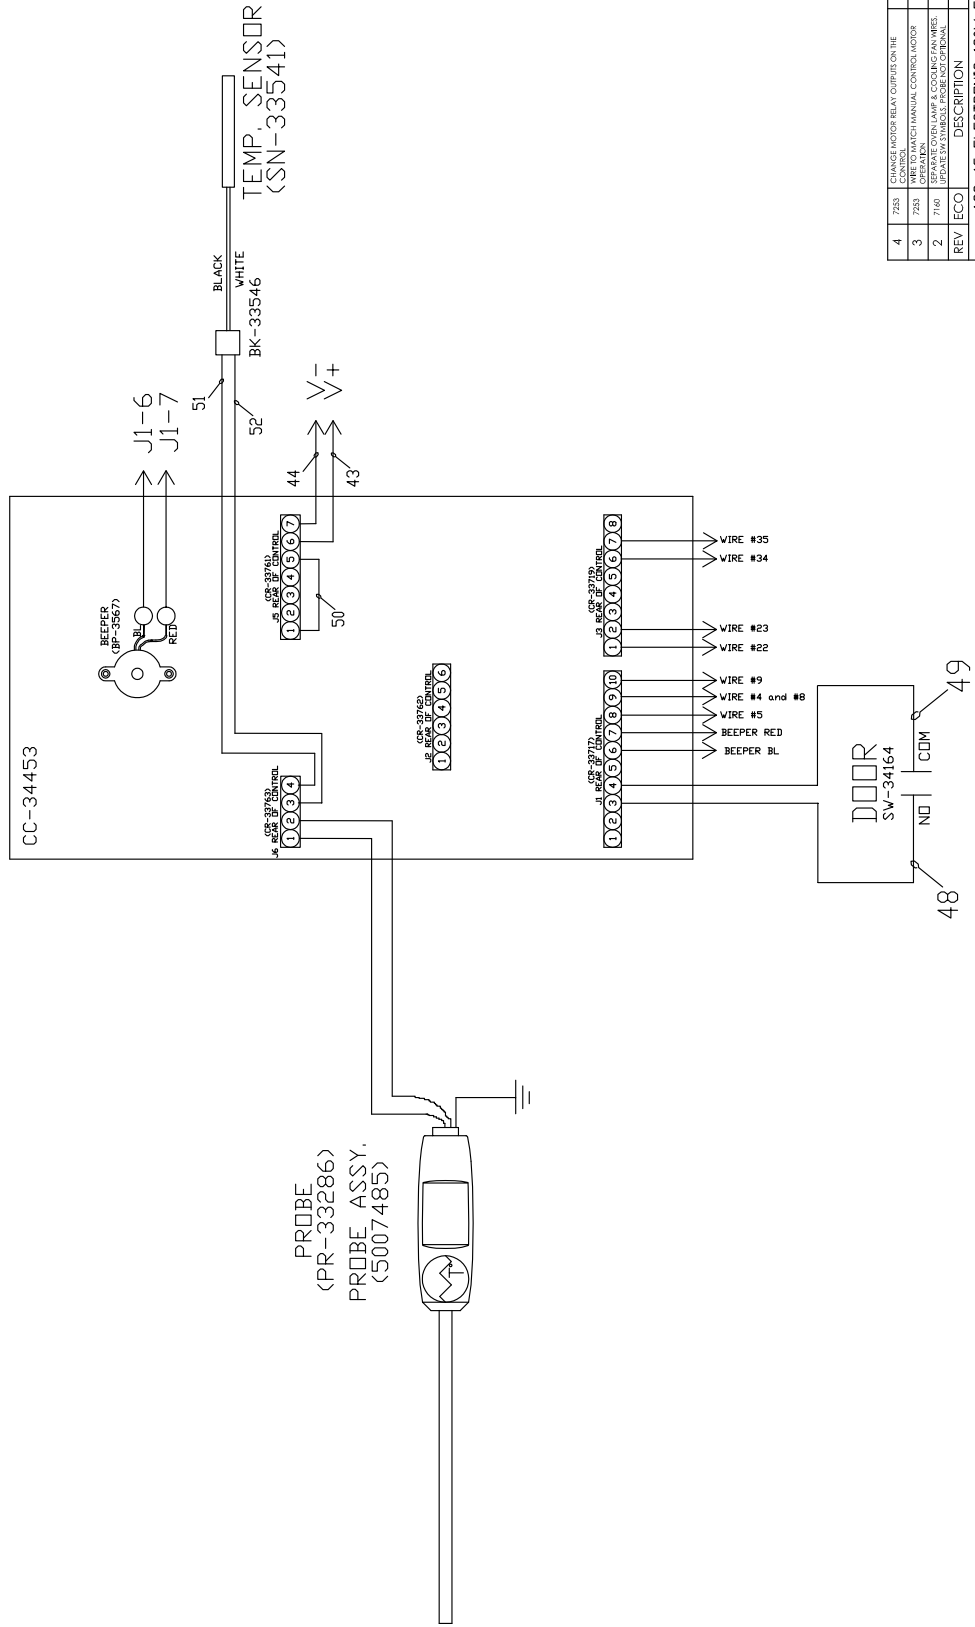 CC-34453
BEEPER
(BP-3567)
BL
RED
J1-6
J1-7
TEMP. SENSOR
(SN-33541)
BLACK
WHITE
BK-33546
51
52
(CR-33763)
J6 REAR OF CONTROL
1 2 3 4
(CR-33761)
J5 REAR OF CONTROL
1 2 3 4 5 6 7
50
44
43
V-
V+
(CR-33762)
J2 REAR OF CONTROL
1 2 3 4 5 6
(CR-33717)
J1 REAR OF CONTROL
1 2 3 4 5 6 7 8 9 10
(CR-33719)
J3 REAR OF CONTROL
1 2 3 4 5 6 7 8
WIRE #35
WIRE #34
WIRE #23
WIRE #22
WIRE #9
WIRE #4 and #8
WIRE #5
BEEPER RED
BEEPER BL
DOOR
SW-34164
NO
COM
48
49
PROBE
(PR-33286)
PROBE ASSY.
(5007485)
T°
4 7253 CHANGE MOTOR RELAY OUTPUTS ON THE
CONTROL
3 7253 WIRE TO MATCH MANUAL CONTROL MOTOR
OPERATION
2 7160 SEPARATE OVEN LAMP & COOLING FAN WIRES.
UPDATE SW SYMBOLS. PROBE NOT OPTIONAL
REV ECO DESCRIPTION